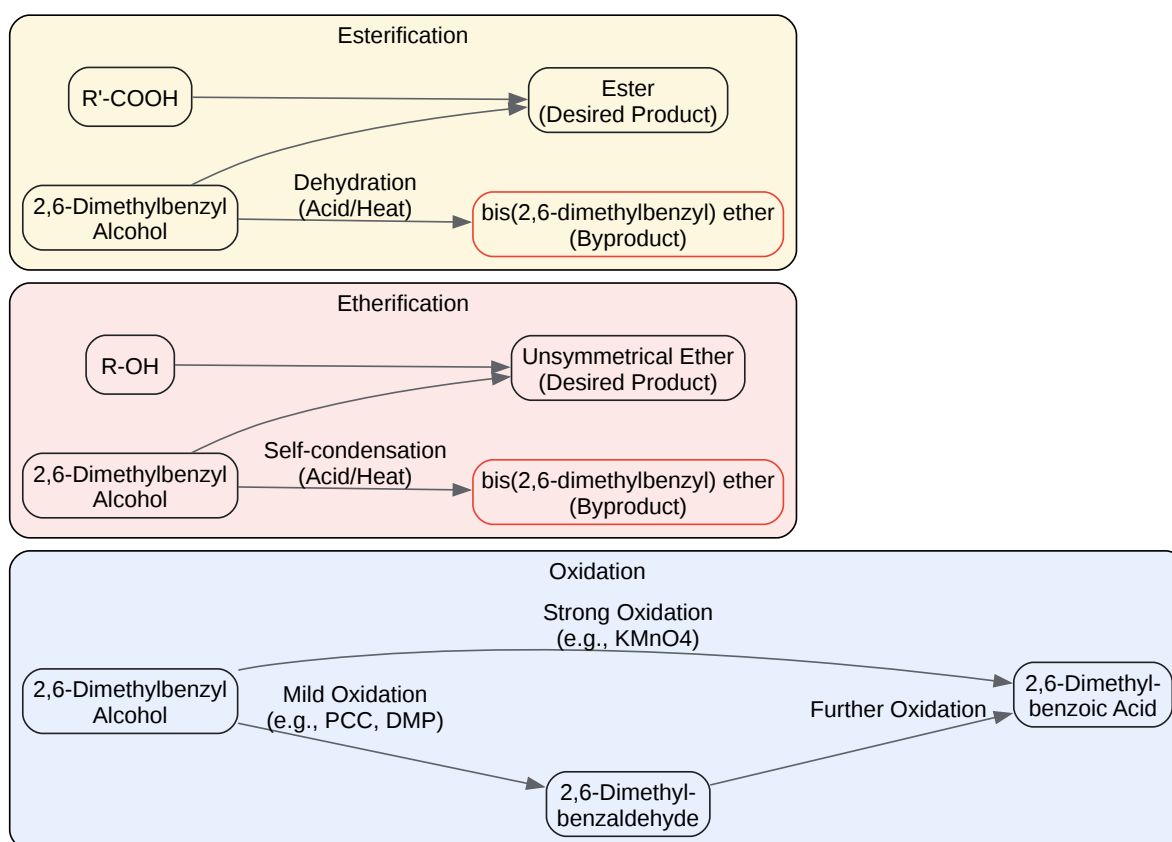 Esterification
R'-COOH
Ester
(Desired Product)
Dehydration
(Acid/Heat)
2,6-Dimethylbenzyl
Alcohol
bis(2,6-dimethylbenzyl) ether
(Byproduct)
Etherification
R-OH
Unsymmetrical Ether
(Desired Product)
Self-condensation
(Acid/Heat)
2,6-Dimethylbenzyl
Alcohol
bis(2,6-dimethylbenzyl) ether
(Byproduct)
Oxidation
Strong Oxidation
(e.g., KMnO4)
2,6-Dimethylbenzyl
Alcohol
Mild Oxidation
(e.g., PCC, DMP)
Further Oxidation
2,6-Dimethyl-
benzoic Acid
2,6-Dimethyl-
benzaldehyde